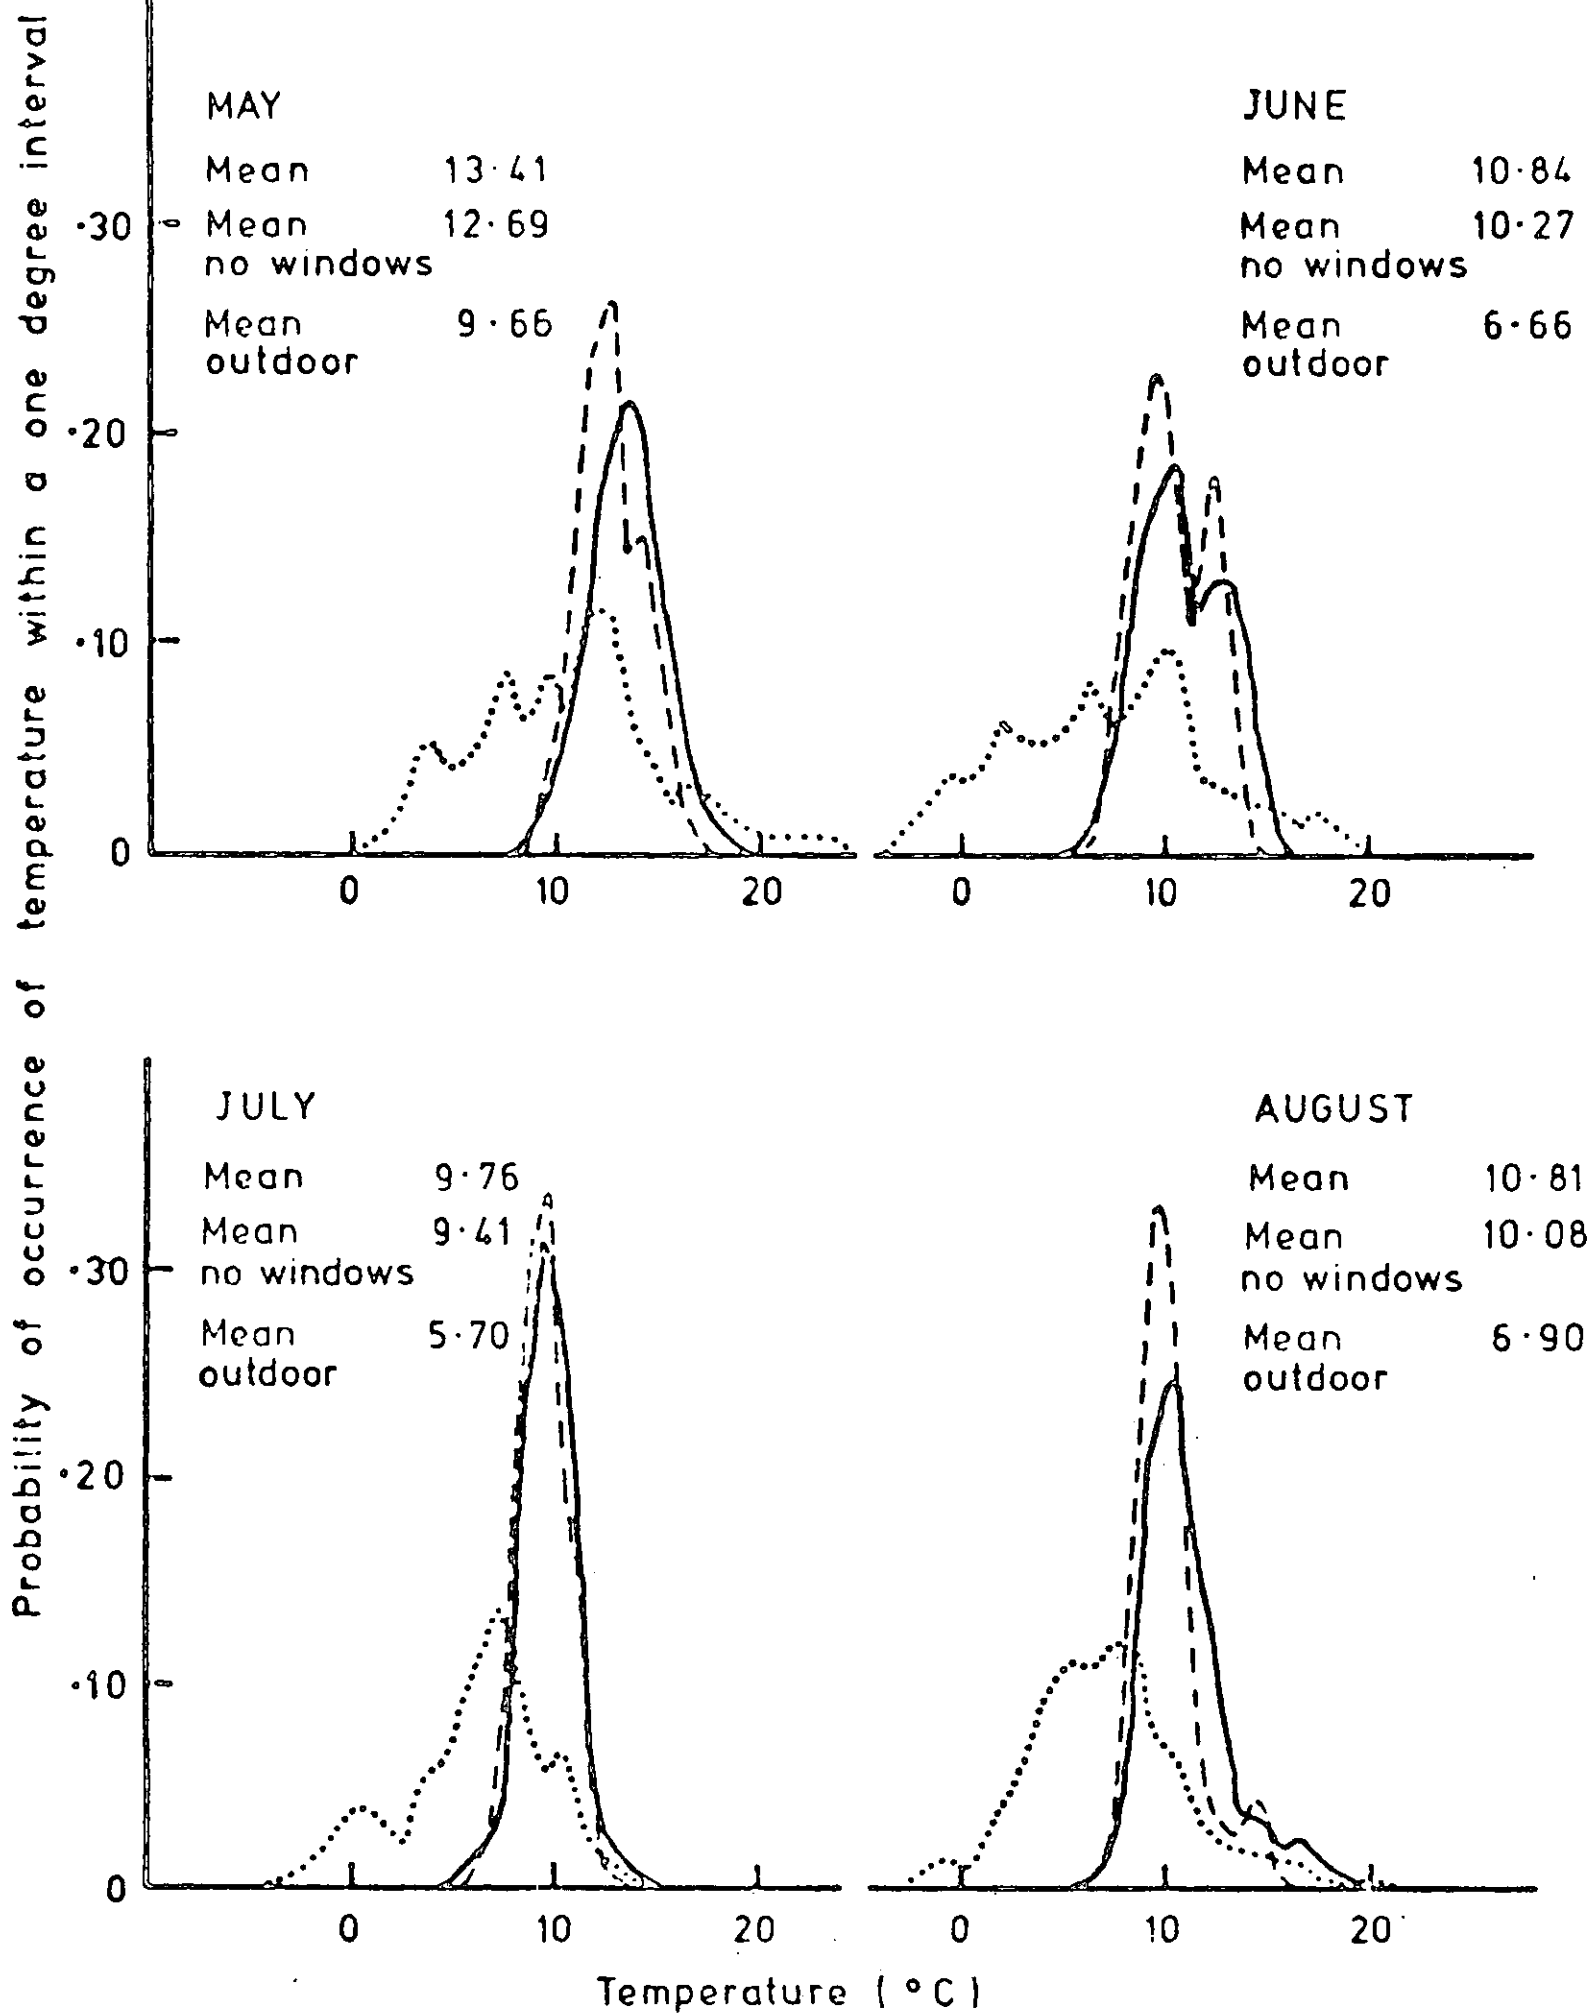 Probability of occurrence of temperature within a one degree interval
MAY
Mean 13·41
Mean 12·69
no windows
Mean 9·66
outdoor
·30
·20
·10
0
0 10 20
JUNE
Mean 10·84
Mean 10·27
no windows
Mean 6·66
outdoor
0 10 20
JULY
Mean 9·76
Mean 9·41
no windows
Mean 5·70
outdoor
·30
·20
·10
0
0 10 20
AUGUST
Mean 10·81
Mean 10·08
no windows
Mean 6·90
outdoor
0 10 20
Temperature (°C)